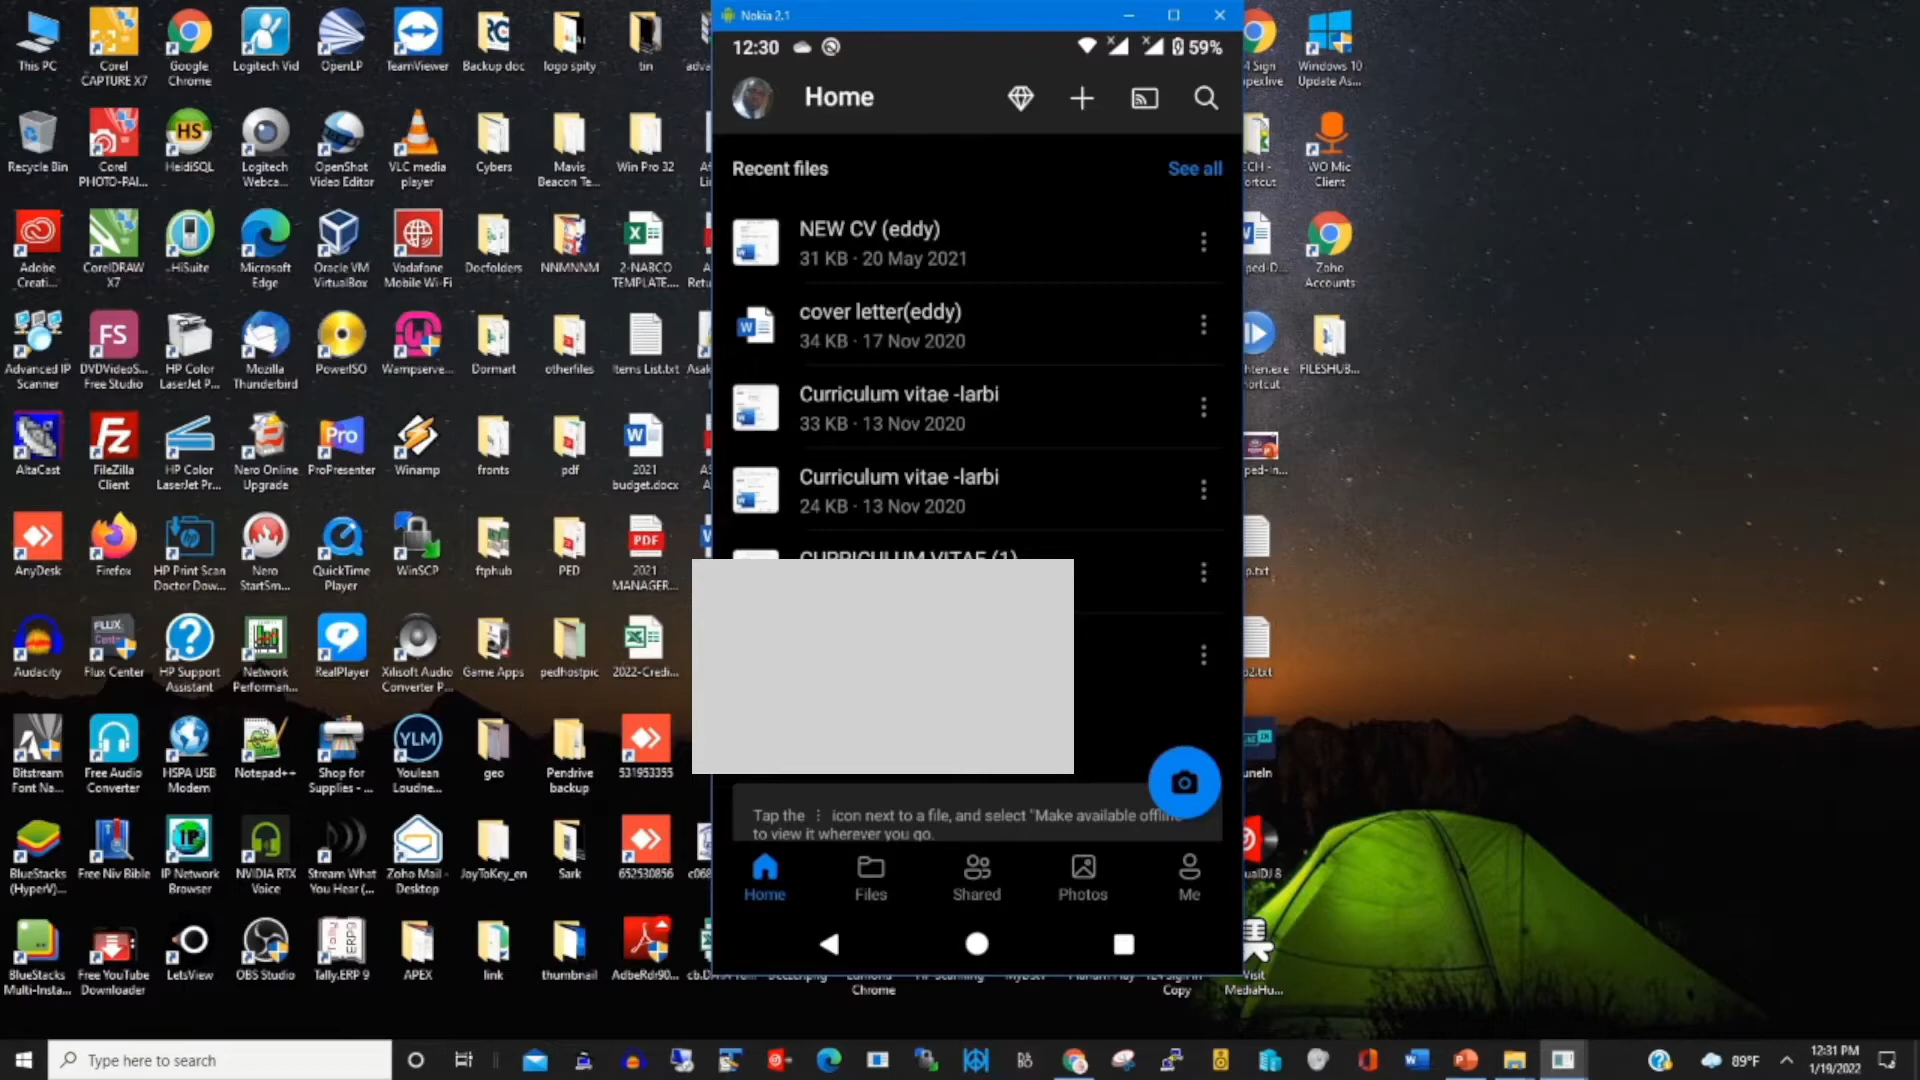 Nokia 2.1
12:30
59%
Home
Recent files
See all
NEW CV (eddy)
31 KB · 20 May 2021
cover letter(eddy)
34 KB · 17 Nov 2020
Curriculum vitae -larbi
33 KB · 13 Nov 2020
Curriculum vitae -larbi
24 KB · 13 Nov 2020
CURRICULUM VITAE (1)
Tap the ⋮ icon next to a file, and select "Make available offline"
to view it wherever you go.
Home
Files
Shared
Photos
Me
This PC
Corel
CAPTURE X7
Google
Chrome
Logitech Vid
OpenLP
TeamViewer
Backup doc
logo spity
tin
Windows 10
Update As...
Recycle Bin
Corel
PHOTO-PAI...
HeidiSQL
Logitech
Webca...
OpenShot
Video Editor
VLC media
player
Cybers
Mavis
Beacon Te...
Win Pro 32
WO Mic
Client
Adobe
Creati...
CorelDRAW
X7
HiSuite
Microsoft
Edge
Oracle VM
VirtualBox
Vodafone
Mobile Wi-Fi
Docfolders
NNMNNM
2-NABCO
TEMPLATE....
Zoho
Accounts
Advanced IP
Scanner
DVDVideoS...
Free Studio
HP Color
LaserJet P...
Mozilla
Thunderbird
PowerISO
Wampserve...
Dormart
otherfiles
Items List.txt
FILESHUB...
AltaCast
FileZilla
Client
HP Color
LaserJet Pr...
Nero Online
Upgrade
ProPresenter
Winamp
fronts
pdf
2021
budget.docx
AnyDesk
Firefox
HP Print Scan
Doctor Dow...
Nero
StartSm...
QuickTime
Player
WinSCP
ftphub
PED
2021
MANAGER...
Audacity
Flux Center
HP Support
Assistant
Network
Performan...
RealPlayer
Xilisoft Audio
Converter P...
Game Apps
pedhostpic
2022-Credi...
Bitstream
Font Na...
Free Audio
Converter
HSPA USB
Modem
Notepad++
Shop for
Supplies - ...
Youlean
Loudne...
geo
Pendrive
backup
531953355
BlueStacks
(HyperV)...
Free Niv Bible
IP Network
Browser
NVIDIA RTX
Voice
Stream What
You Hear (...
Zoho Mail -
Desktop
JoyToKey_en
Sark
652530856
BlueStacks
Multi-Insta...
Free YouTube
Downloader
LetsView
OBS Studio
Tally.ERP 9
APEX
link
thumbnail
AdbeRdr90...
Chrome
Copy
Visit
MediaHu...
Type here to search
89°F
12:31 PM
1/19/2022